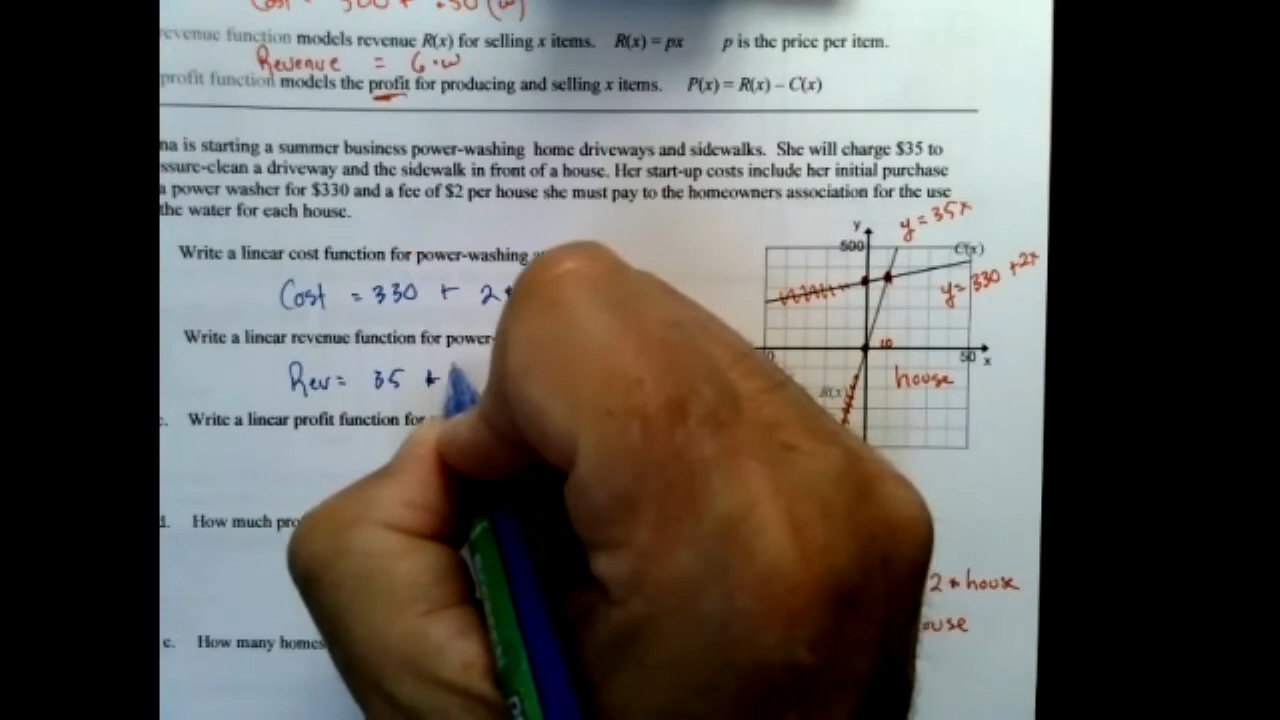 Cost = 300 + .50 (w)
revenue function models revenue R(x) for selling x items. R(x) = px p is the price per item.
Revenue = 6·w
profit function models the profit for producing and selling x items. P(x) = R(x) – C(x)
na is starting a summer business power-washing home driveways and sidewalks. She will charge $35 to
ssure-clean a driveway and the sidewalk in front of a house. Her start-up costs include her initial purchase
a power washer for $330 and a fee of $2 per house she must pay to the homeowners association for the use
the water for each house.
y
y = 35x
500
C(x)
Write a linear cost function for power-washing
y = 330 + 2x
Cost = 330 + 2
Write a linear revenue function for power-
10
50
x
Rev = 35
house
R(x)
c. Write a linear profit function for
d. How much pro
2 * house
ouse
e. How many homes